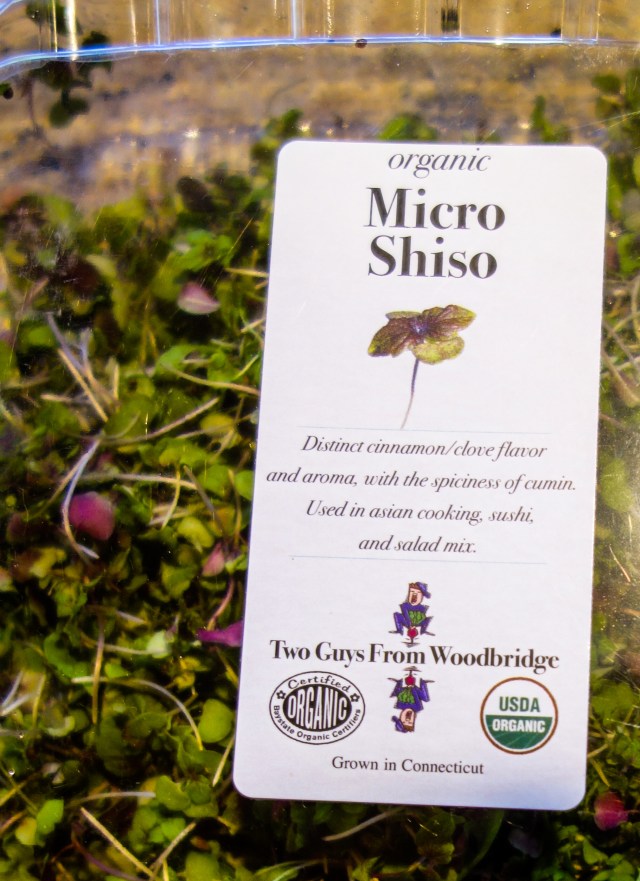 organic
Micro
Shiso
Distinct cinnamon/clove flavor
and aroma, with the spiciness of cumin.
Used in asian cooking, sushi,
and salad mix.
Two Guys From Woodbridge
Certified
ORGANIC
Baystate Organic Certifiers
USDA
ORGANIC
Grown in Connecticut